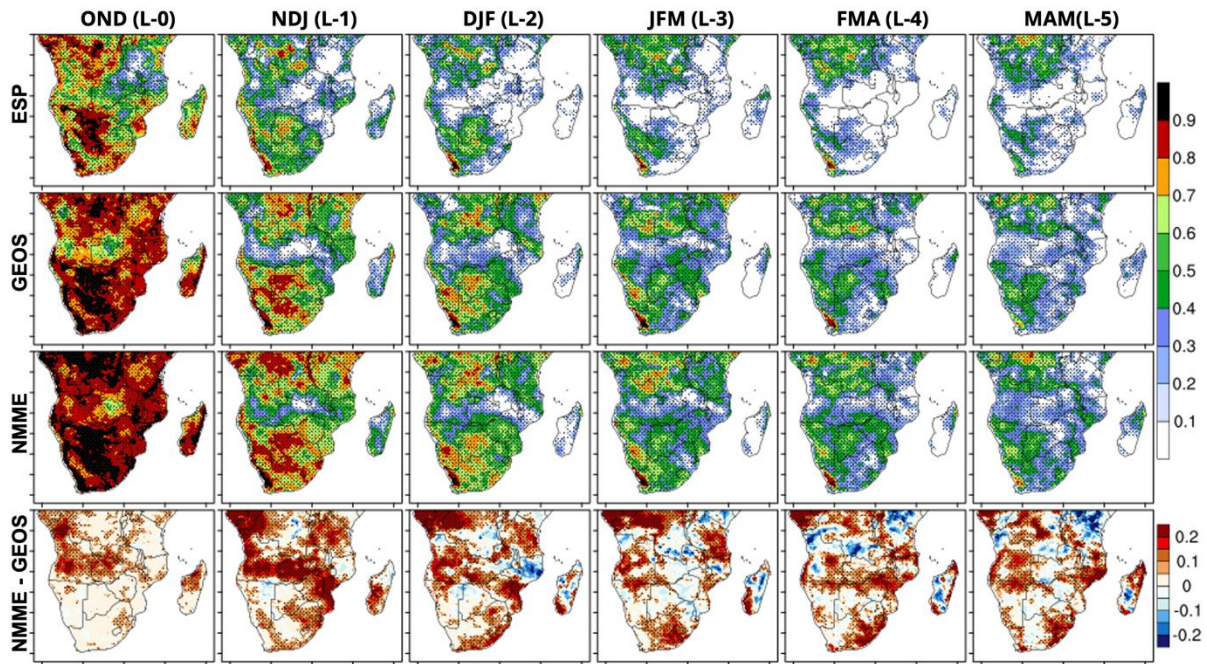 OND (L-0) NDJ (L-1) DJF (L-2) JFM (L-3) FMA (L-4) MAM(L-5)
ESP
GEOS
NMME
NMME - GEOS
0.9
0.8
0.7
0.6
0.5
0.4
0.3
0.2
0.1
0.2
0.1
0
-0.1
-0.2